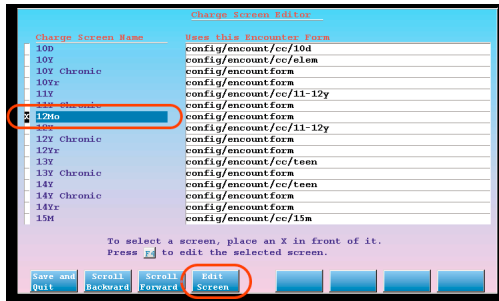 Charge Screen Editor
Charge Screen Name Uses this Encounter Form
10D config/encount/cc/10d
10Y config/encount/cc/elem
10Y Chronic config/encountform
10Yr config/encountform
11Y config/encount/cc/11-12y
11Y Chronic config/encountform
X 12Mo config/encountform
12Y config/encount/cc/11-12y
12Y Chronic config/encountform
12Yr config/encountform
13Y config/encount/cc/teen
13Y Chronic config/encountform
14Y config/encount/cc/teen
14Y Chronic config/encountform
14Yr config/encountform
15M config/encount/cc/15m
To select a screen, place an X in front of it.
Press F4 to edit the selected screen.
Save and Quit Scroll Backward Scroll Forward Edit Screen